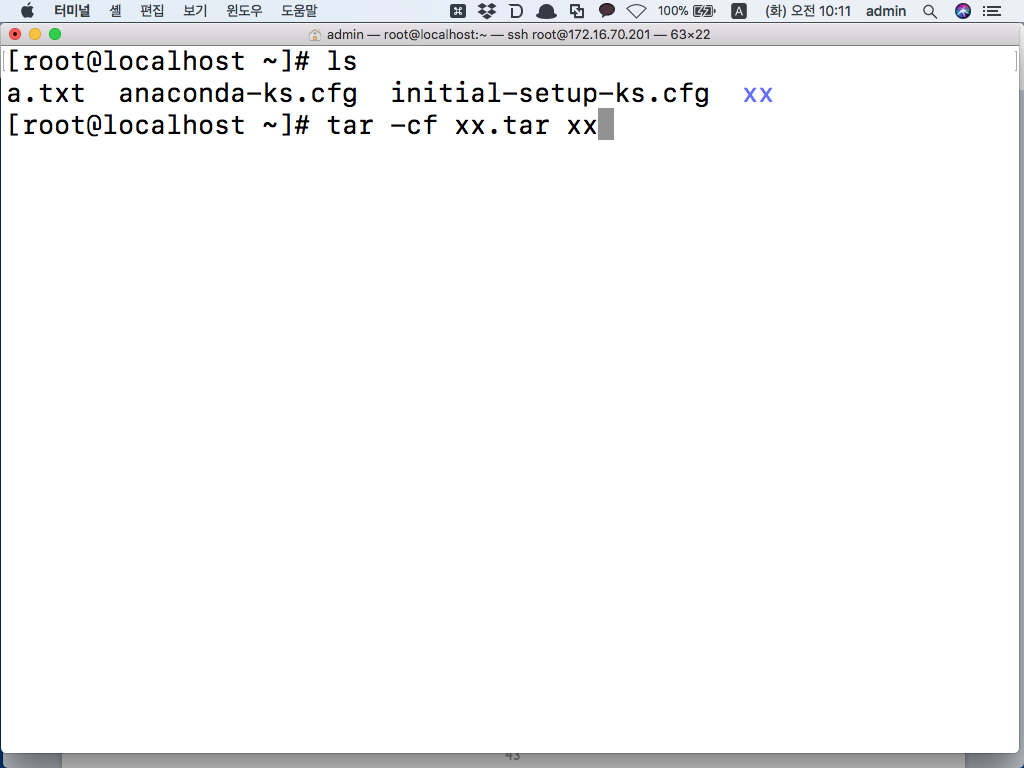 터미널 셸 편집 보기 윈도우 도움말 100% A (화) 오전 10:11 admin
admin — root@localhost:~ — ssh root@172.16.70.201 — 63×22
[root@localhost ~]# ls
a.txt  anaconda-ks.cfg  initial-setup-ks.cfg  xx
[root@localhost ~]# tar -cf xx.tar xx
43